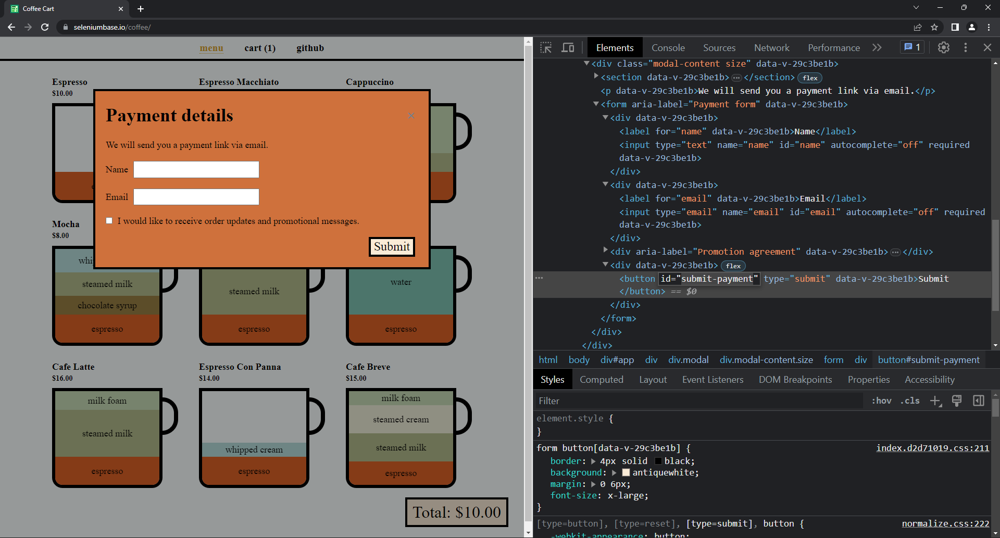 Coffee Cart
seleniumbase.io/coffee/
menu cart (1) github
Espresso
$10.00
Espresso Macchiato
Cappuccino
Payment details
×
We will send you a payment link via email.
Name
Email
I would like to receive order updates and promotional messages.
Submit
Mocha
$8.00
whip
steamed milk
chocolate syrup
espresso
steamed milk
espresso
water
espresso
Cafe Latte
$16.00
milk foam
steamed milk
espresso
Espresso Con Panna
$14.00
whipped cream
espresso
Cafe Breve
$15.00
milk foam
steamed cream
steamed milk
espresso
Total: $10.00
Elements Console Sources Network Performance 1
<div class="modal-content size" data-v-29c3be1b>
<section data-v-29c3be1b>…</section> flex
<p data-v-29c3be1b>We will send you a payment link via email.</p>
<form aria-label="Payment form" data-v-29c3be1b>
<div data-v-29c3be1b>
<label for="name" data-v-29c3be1b>Name</label>
<input type="text" name="name" id="name" autocomplete="off" required
data-v-29c3be1b>
</div>
<div data-v-29c3be1b>
<label for="email" data-v-29c3be1b>Email</label>
<input type="email" name="email" id="email" autocomplete="off" required
data-v-29c3be1b>
</div>
<div aria-label="Promotion agreement" data-v-29c3be1b>…</div>
<div data-v-29c3be1b> flex
<button id="submit-payment" type="submit" data-v-29c3be1b>Submit
</button> == $0
</div>
</form>
</div>
</div>
html body div#app div div.modal div.modal-content.size form div button#submit-payment
Styles Computed Layout Event Listeners DOM Breakpoints Properties Accessibility
Filter :hov .cls
element.style {
}
form button[data-v-29c3be1b] { index.d2d71019.css:211
border: 4px solid black;
background: antiquewhite;
margin: 0 6px;
font-size: x-large;
}
[type=button], [type=reset], [type=submit], button { normalize.css:222
-webkit-appearance: button;